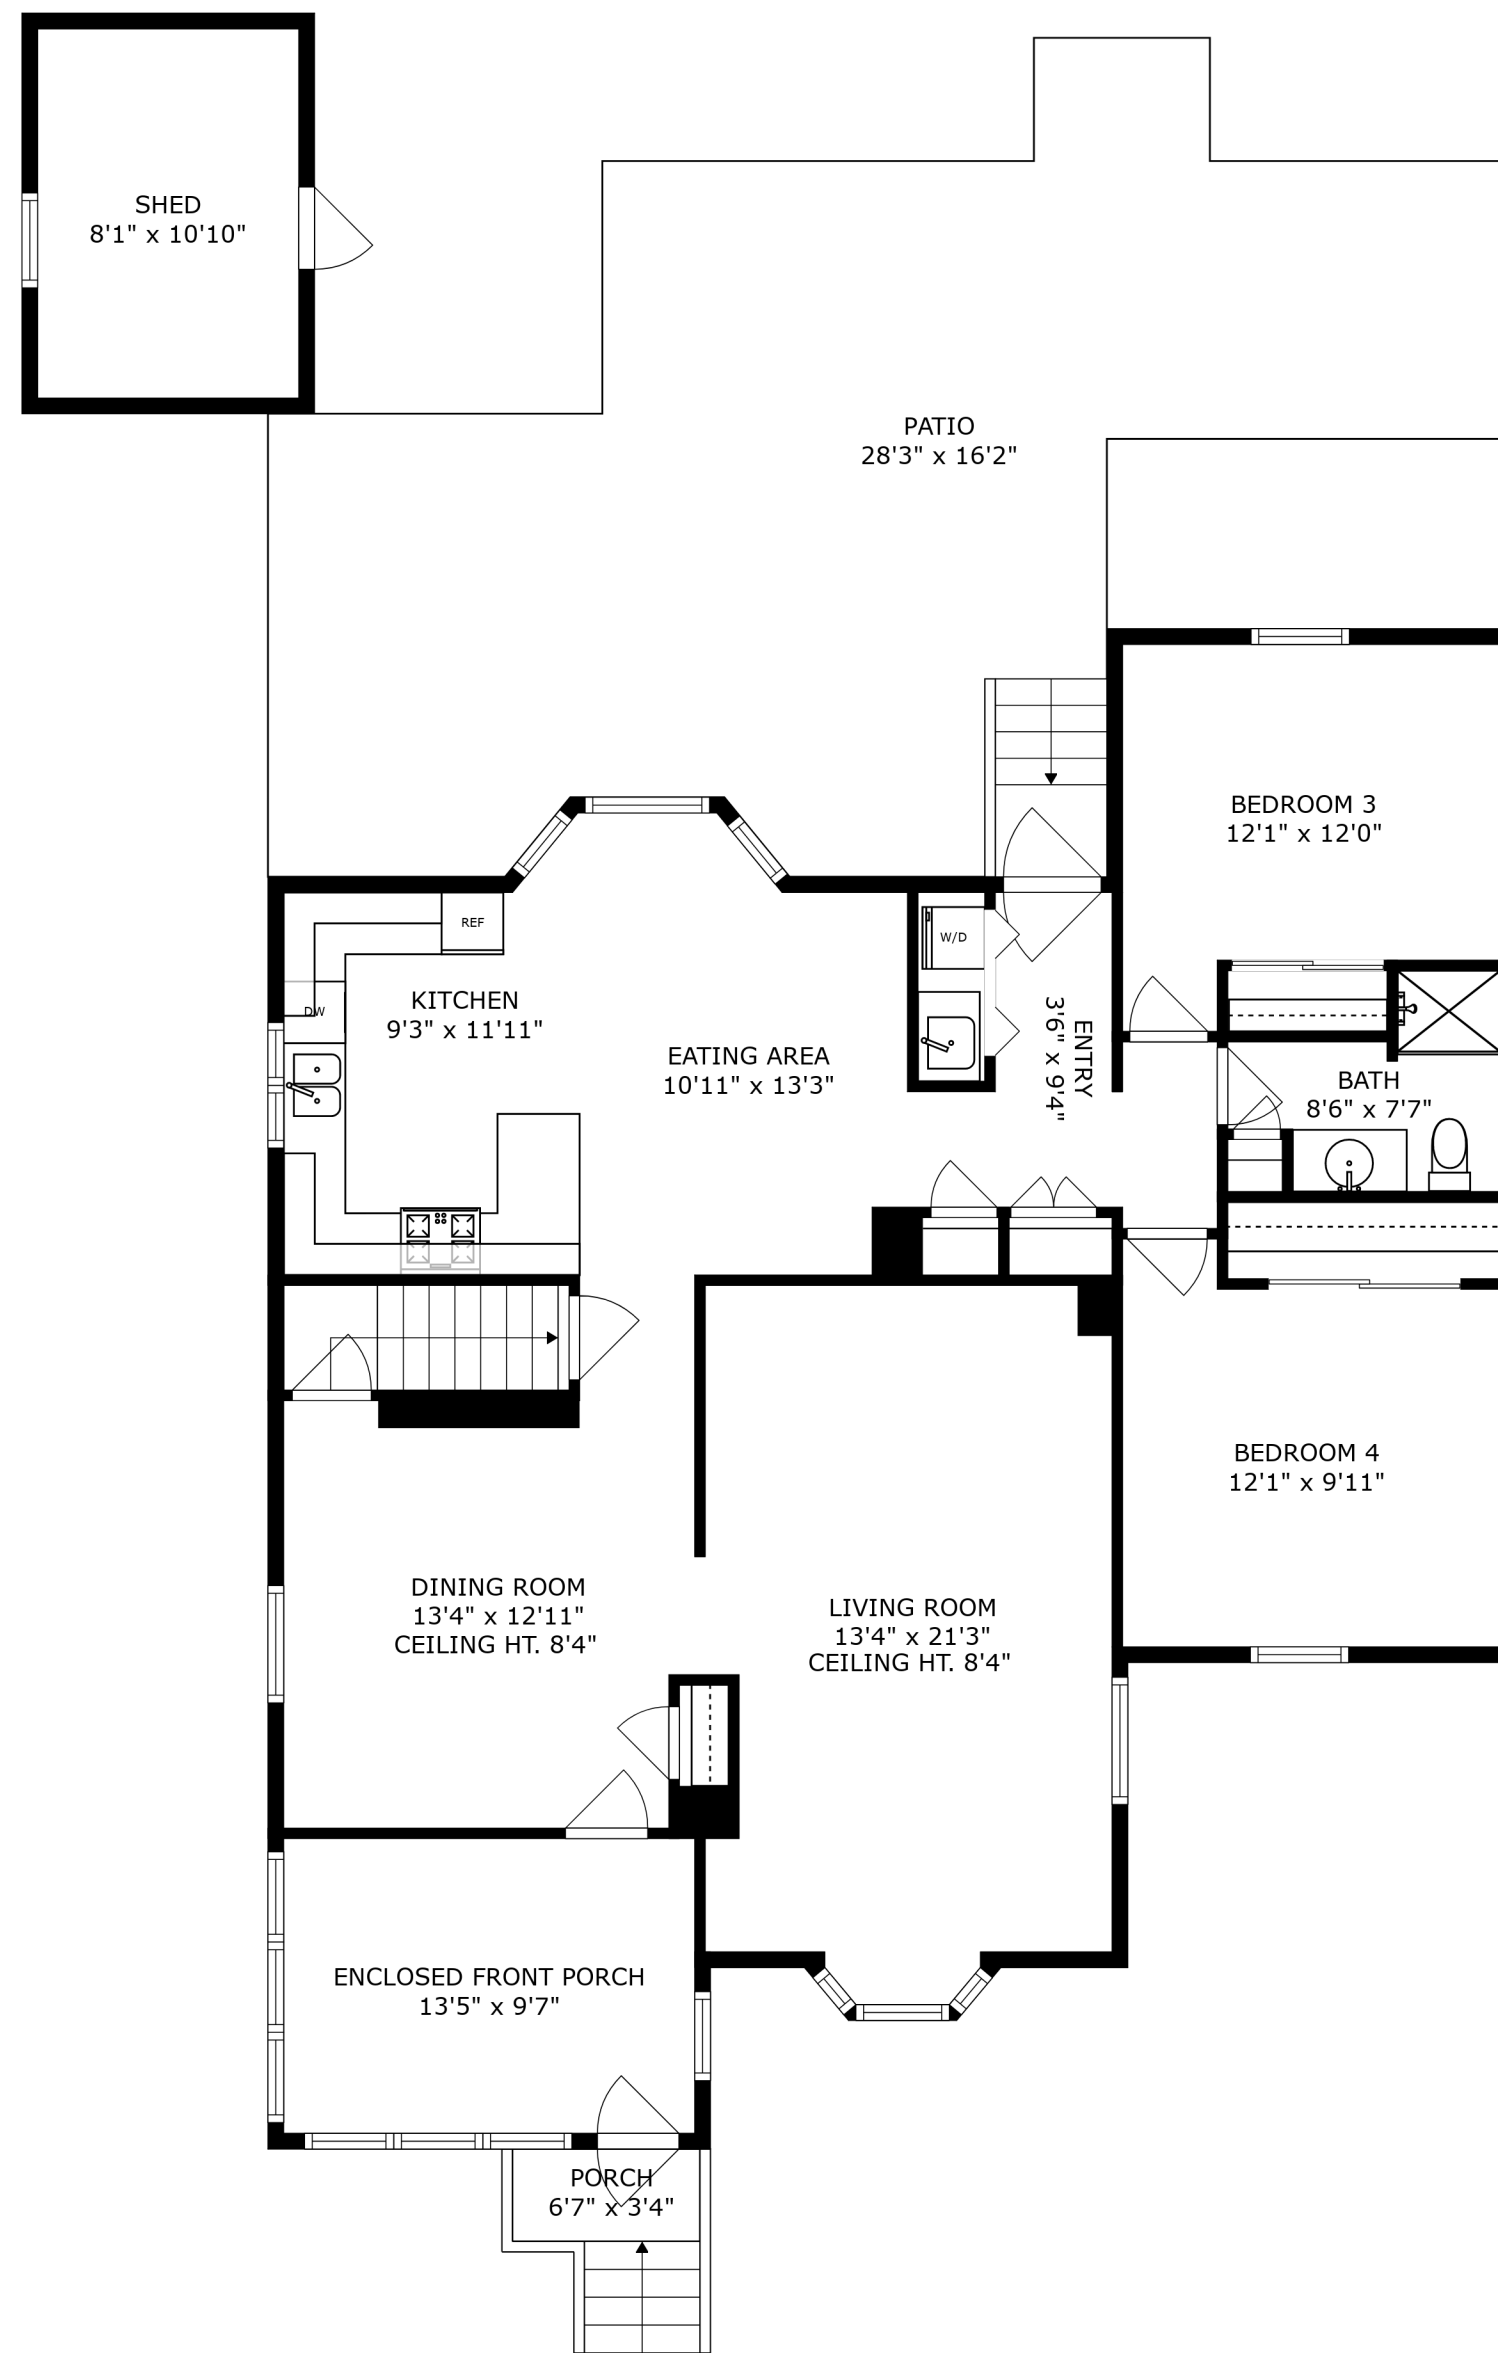 SHED
8'1" x 10'10"
PATIO
28'3" x 16'2"
BEDROOM 3
12'1" x 12'0"
REF
W/D
DW
KITCHEN
9'3" x 11'11"
EATING AREA
10'11" x 13'3"
ENTRY
3'6" x 9'4"
BATH
8'6" x 7'7"
BEDROOM 4
12'1" x 9'11"
DINING ROOM
13'4" x 12'11"
CEILING HT. 8'4"
LIVING ROOM
13'4" x 21'3"
CEILING HT. 8'4"
ENCLOSED FRONT PORCH
13'5" x 9'7"
PORCH
6'7" x 3'4"